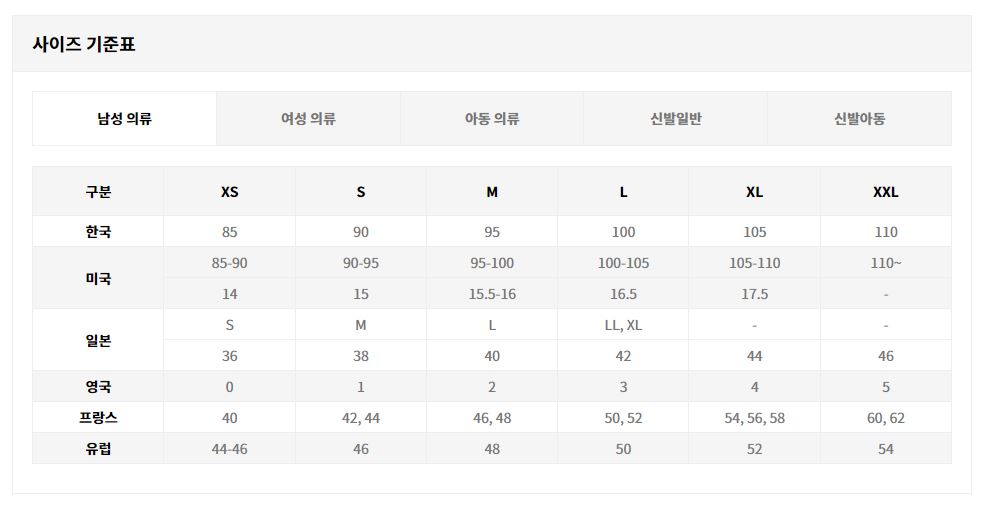 사이즈 기준표
남성 의류 여성 의류 아동 의류 신발일반 신발아동
구분 XS S M L XL XXL
한국 85 90 95 100 105 110
미국 85-90 90-95 95-100 100-105 105-110 110~
14 15 15.5-16 16.5 17.5 -
일본 S M L LL, XL - -
36 38 40 42 44 46
영국 0 1 2 3 4 5
프랑스 40 42, 44 46, 48 50, 52 54, 56, 58 60, 62
유럽 44-46 46 48 50 52 54